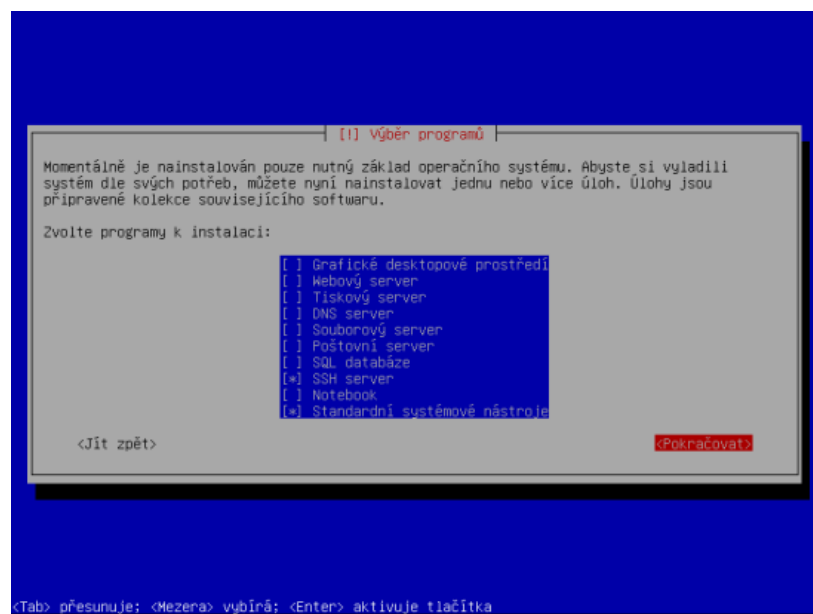 [!] Výběr programů
Momentálně je nainstalován pouze nutný základ operačního systému. Abyste si vyladili
systém dle svých potřeb, můžete nyní nainstalovat jednu nebo více úloh. Úlohy jsou
připravené kolekce souvisejícího softwaru.
Zvolte programy k instalaci:
[ ] Grafické desktopové prostředí
[ ] Webový server
[ ] Tiskový server
[ ] DNS server
[ ] Souborový server
[ ] Poštovní server
[ ] SQL databáze
[*] SSH server
[ ] Notebook
[*] Standardní systémové nástroje
<Jít zpět> <Pokračovat>
<Tab> přesunuje; <Mezera> vybírá; <Enter> aktivuje tlačítka